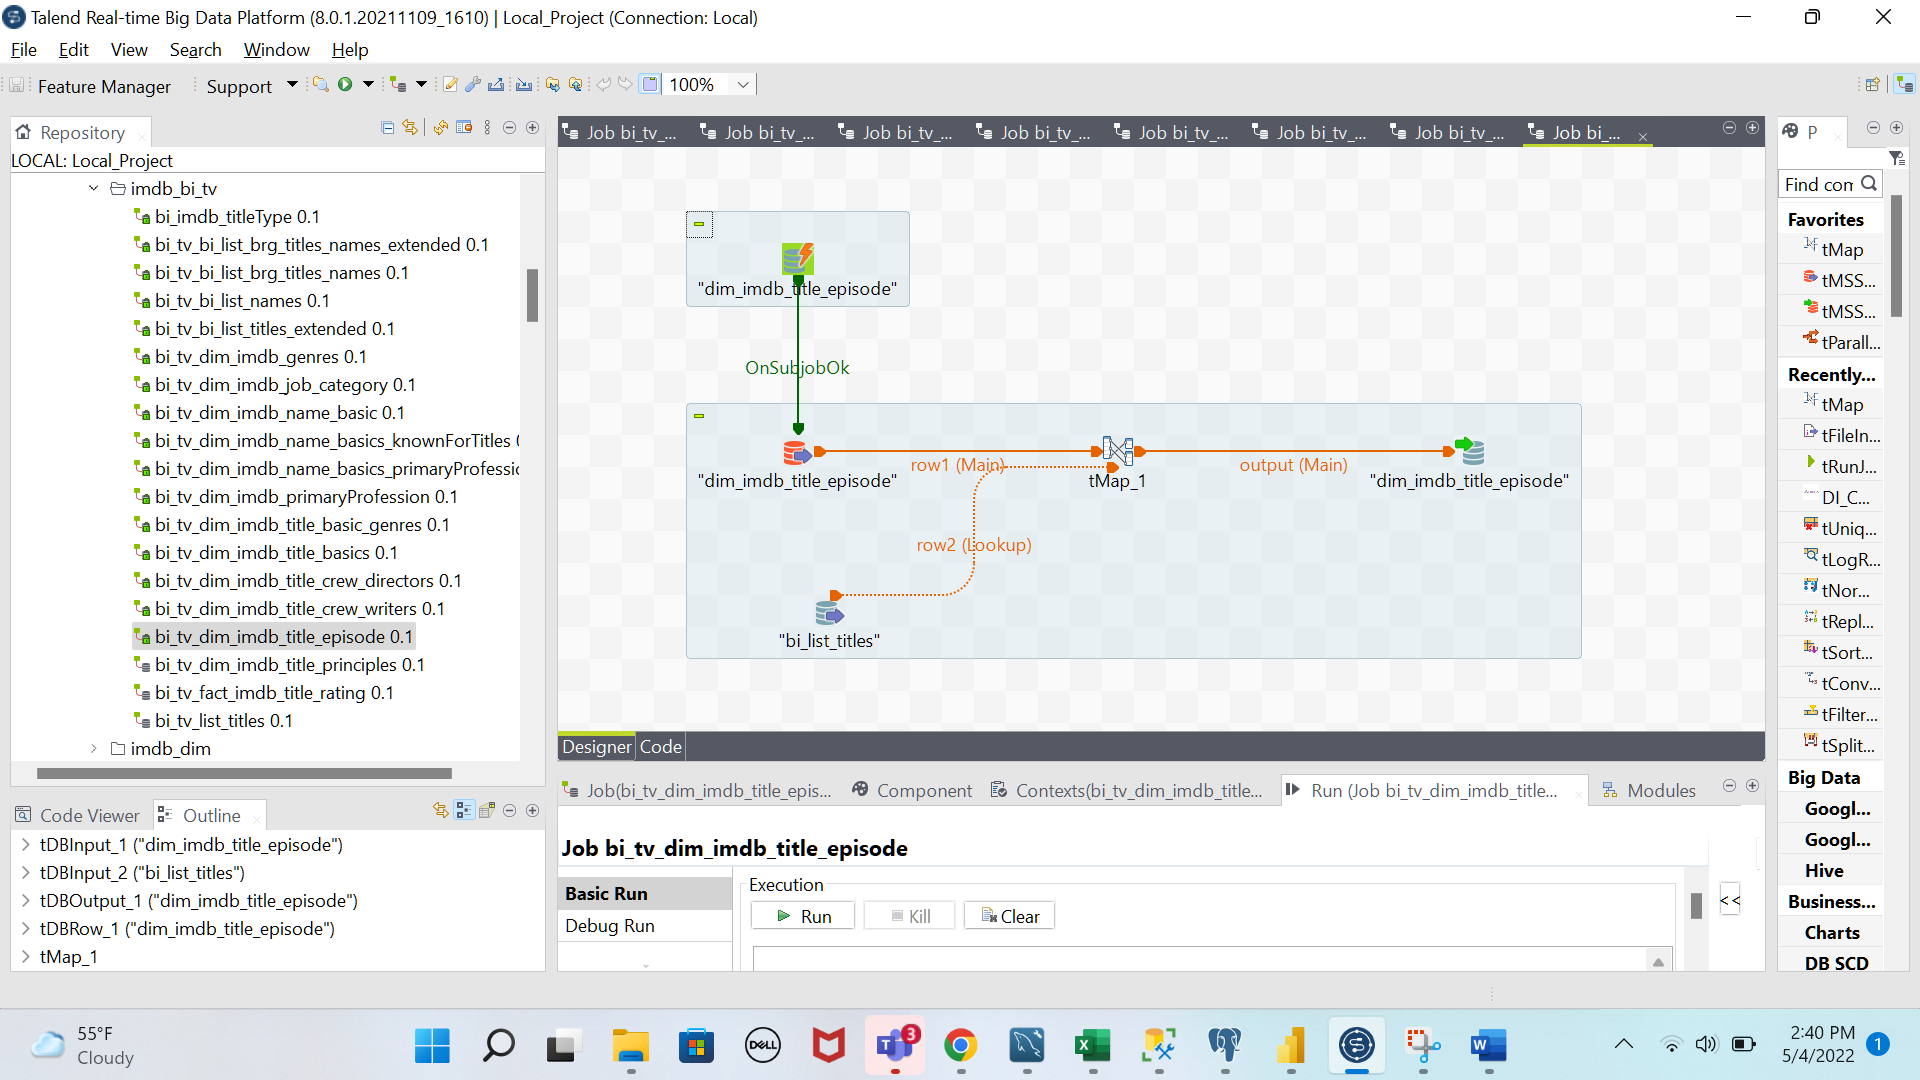 Talend Real-time Big Data Platform (8.0.1.20211109_1610) | Local_Project (Connection: Local)
File Edit View Search Window Help
Feature Manager Support 100%
Repository
LOCAL: Local_Project
imdb_bi_tv
bi_imdb_titleType 0.1
bi_tv_bi_list_brg_titles_names_extended 0.1
bi_tv_bi_list_brg_titles_names 0.1
bi_tv_bi_list_names 0.1
bi_tv_bi_list_titles_extended 0.1
bi_tv_dim_imdb_genres 0.1
bi_tv_dim_imdb_job_category 0.1
bi_tv_dim_imdb_name_basic 0.1
bi_tv_dim_imdb_name_basics_knownForTitles (
bi_tv_dim_imdb_name_basics_primaryProfessic
bi_tv_dim_imdb_primaryProfession 0.1
bi_tv_dim_imdb_title_basic_genres 0.1
bi_tv_dim_imdb_title_basics 0.1
bi_tv_dim_imdb_title_crew_directors 0.1
bi_tv_dim_imdb_title_crew_writers 0.1
bi_tv_dim_imdb_title_episode 0.1
bi_tv_dim_imdb_title_principles 0.1
bi_tv_fact_imdb_title_rating 0.1
bi_tv_list_titles 0.1
imdb_dim
Code Viewer Outline
tDBInput_1 ("dim_imdb_title_episode")
tDBInput_2 ("bi_list_titles")
tDBOutput_1 ("dim_imdb_title_episode")
tDBRow_1 ("dim_imdb_title_episode")
tMap_1
Job bi_tv_... Job bi_tv_... Job bi_tv_... Job bi_tv_... Job bi_tv_... Job bi_tv_... Job bi_tv_... Job bi_...
"dim_imdb_title_episode"
OnSubjobOk
row1 (Main)
output (Main)
"dim_imdb_title_episode"
tMap_1
"dim_imdb_title_episode"
row2 (Lookup)
"bi_list_titles"
Designer Code
Job(bi_tv_dim_imdb_title_epis... Component Contexts(bi_tv_dim_imdb_title... Run (Job bi_tv_dim_imdb_title... Modules
Job bi_tv_dim_imdb_title_episode
Basic Run
Debug Run
Execution
Run Kill Clear
<<
P
Find con
Favorites
tMap
tMSS...
tMSS...
tParall...
Recently...
tMap
tFileIn...
tRunJ...
DI_C...
tUniq...
tLogR...
tNor...
tRepl...
tSort...
tConv...
tFilter...
tSplit...
Big Data
Googl...
Googl...
Hive
Business...
Charts
DB SCD
55°F
Cloudy
DELL
T
3
X
W
2:40 PM
5/4/2022
1